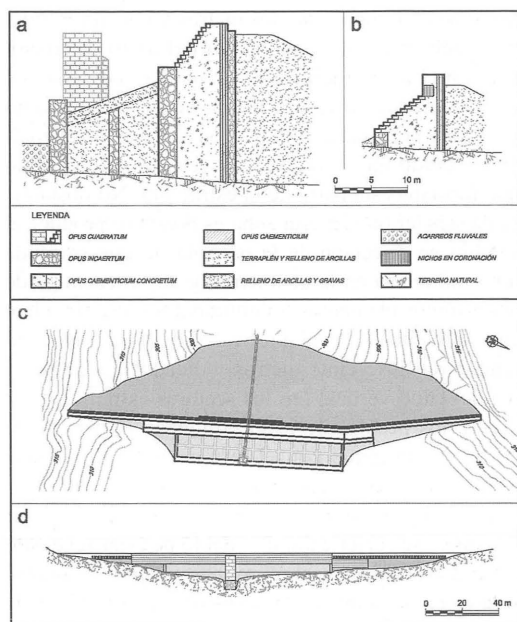 a
b
0 5 10 m
LEYENDA
OPUS CUADRATUM
OPUS CAEMENTICIUM
ACARREOS FLUVIALES
OPUS INCAERTUM
TERRAPLÉN Y RELLENO DE ARCILLAS
NICHOS EN CORONACIÓN
OPUS CAEMENTICIUM CONCRETUM
RELLENO DE ARCILLAS Y GRAVAS
TERRENO NATURAL
c
d
0 20 40 m